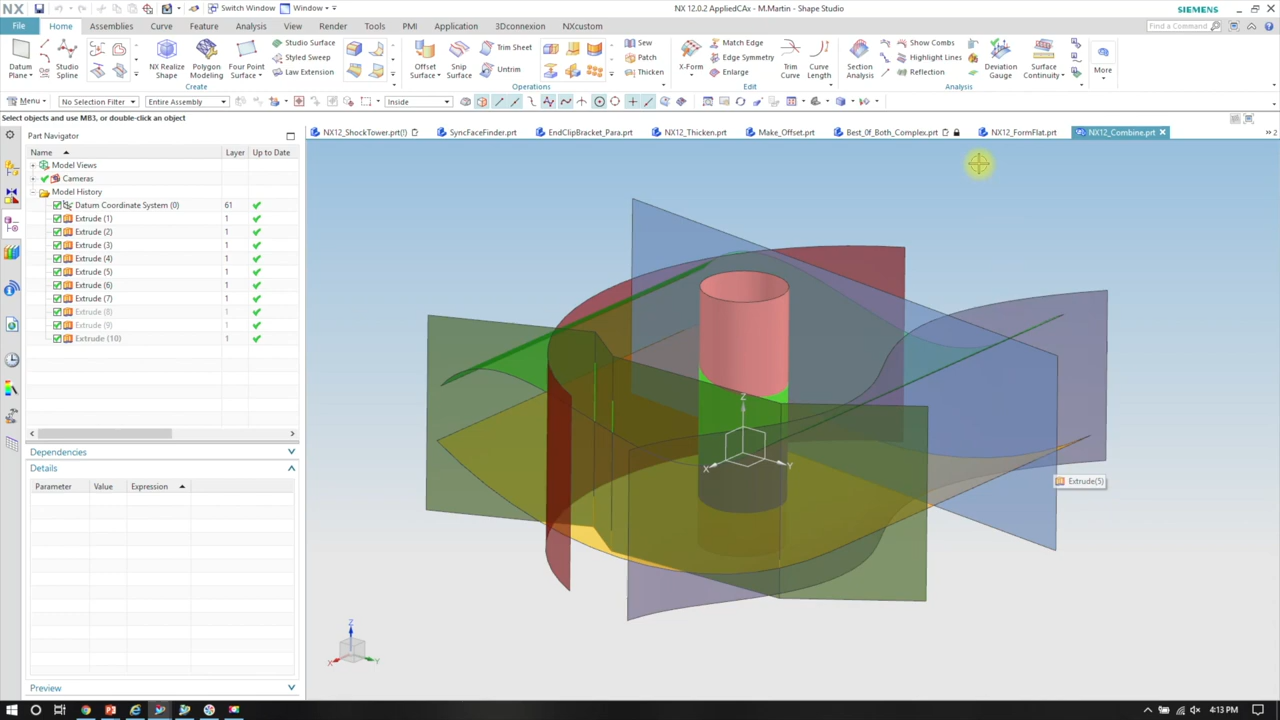 NX
Switch Window
Window
NX 12.0.2 AppliedCAx - M.Martin - Shape Studio
SIEMENS
File
Home
Assemblies
Curve
Geometry
Analysis
View
Render
Tools
PMI
Application
3Dconnexion
NXcustom
Find a Command
Datum Plane
Studio Spline
NX Realize Shape
Polygon Modeling
Four Point Surface
Studio Surface
Styled Sweep
Law Extension
Create
Offset Surface
Snip Surface
Trim Sheet
Untrim
Operations
Sew
Patch
Thicken
X-Form
Match Edge
Edge Symmetry
Enlarge
Trim Curve
Curve Length
Edit
Section Analysis
Show Combs
Highlight Lines
Reflection
Deviation Gauge
Surface Continuity
Analysis
More
Menu
No Selection Filter
Entire Assembly
Inside
Select objects and use MB3, or double-click an object
Part Navigator
NX12_ShockTower.prt(!)
SyncFaceFinder.prt
EndClipBracket_Para.prt
NX12_Thicken.prt
Make_Offset.prt
Best_0f_Both_Complex.prt
NX12_FormFlat.prt
NX12_Combine.prt
2
Name
Layer
Up to Date
Model Views
Cameras
Model History
Datum Coordinate System (0) 61
Extrude (1) 1
Extrude (2) 1
Extrude (3) 1
Extrude (4) 1
Extrude (5) 1
Extrude (6) 1
Extrude (7) 1
Extrude (8) 1
Extrude (9) 1
Extrude (10) 1
Z
X
Y
Extrude(5)
Dependencies
Details
Parameter
Value
Expression
Z
X
Y
Preview
4:13 PM